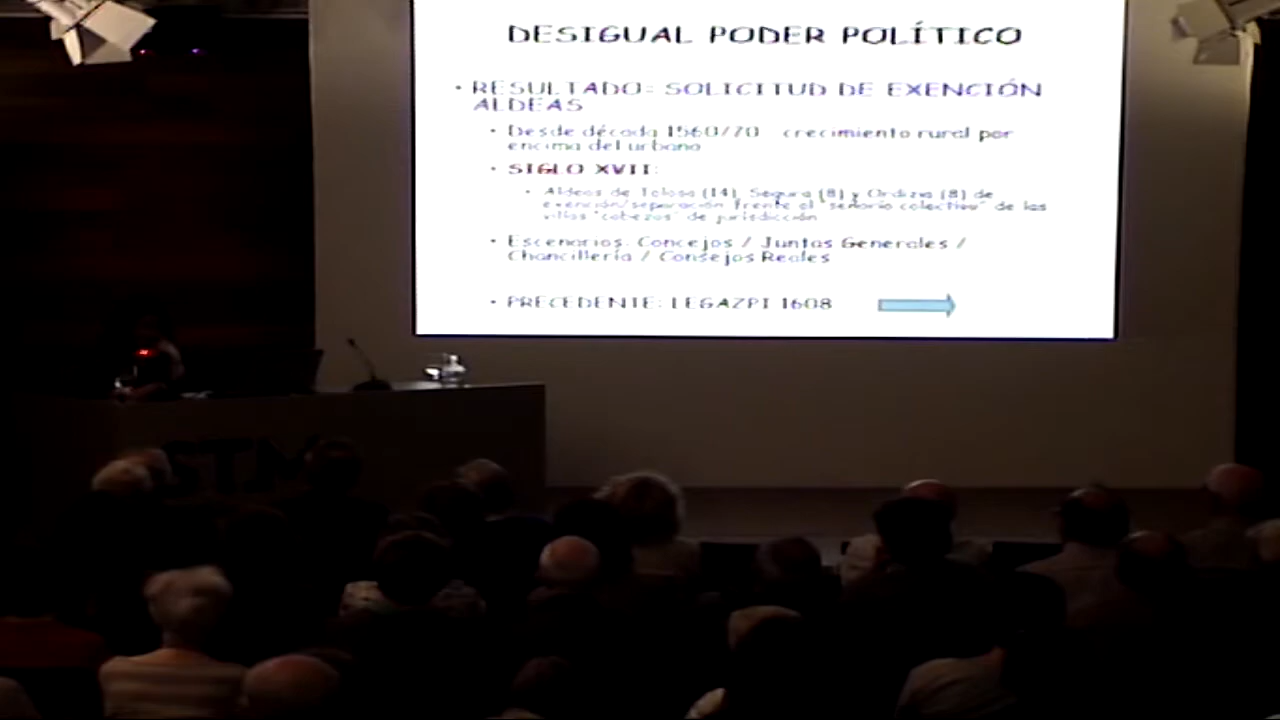 DESIGUAL PODER POLÍTICO
• RESULTADO: SOLICITUD DE EXENCIÓN
ALDEAS
• Desde década 1560/70 crecimiento rural por
encima del urbano
• SIGLO XVII:
• Aldeas de Tolosa (14), Segura (8) y Ordizia (8) de
exención/separación frente al "señorío colectivo" de las
villas "cabezas" de jurisdicción
• Escenarios: Concejos / Juntas Generales /
Chancillería / Consejos Reales
• PRECEDENTE: LEGAZPI 1608
STM